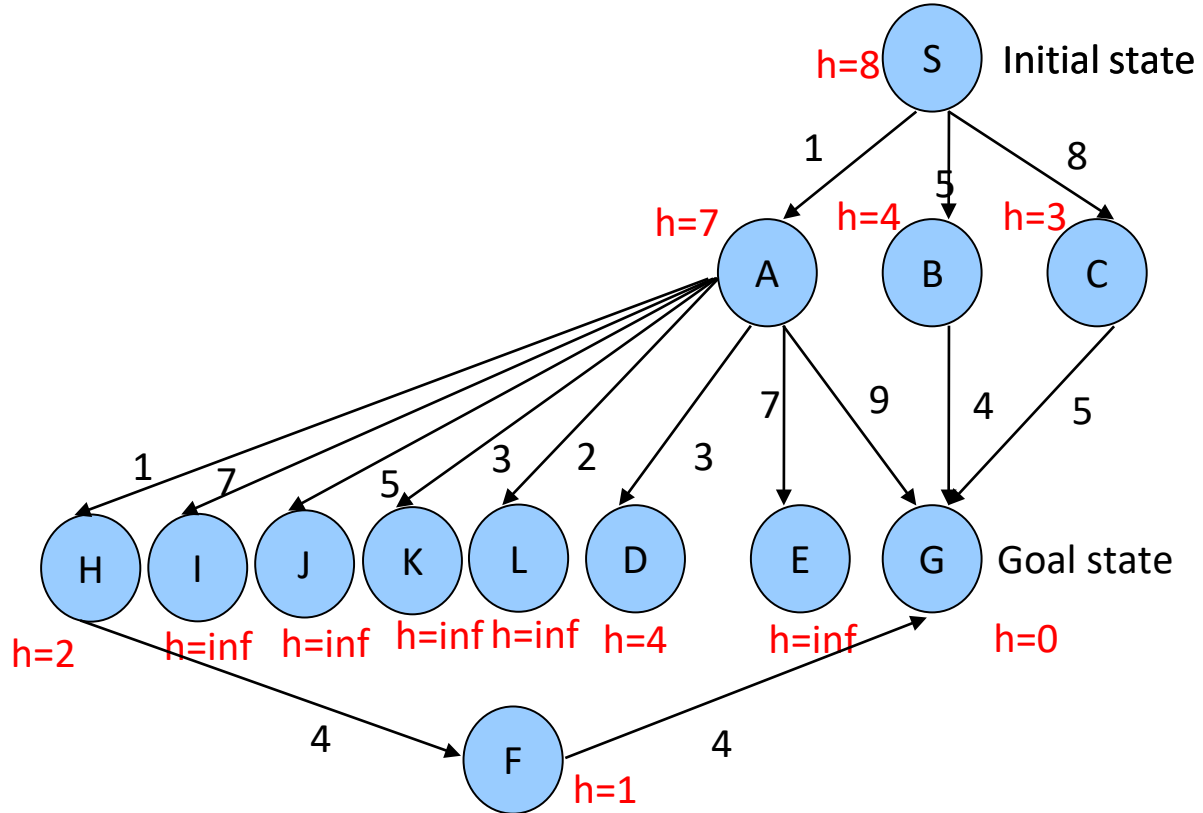 S
Initial state
h=8
1
5
8
h=7
h=4
h=3
A
B
C
7
9
4
5
1
7
5
3
2
3
H
I
J
K
L
D
E
G
Goal state
h=2
h=inf
h=inf
h=inf
h=inf
h=4
h=inf
h=0
4
F
4
h=1